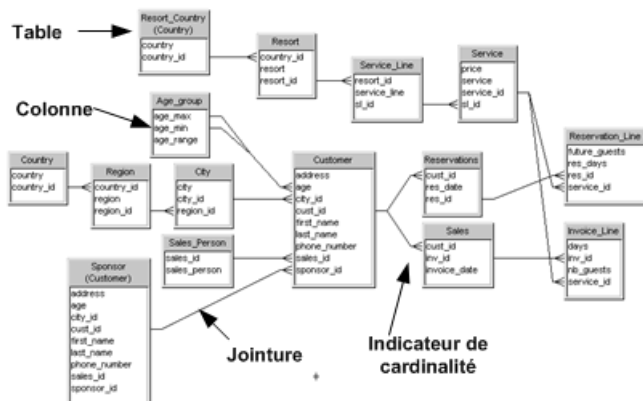 Table
Resort_Country
(Country)
country
country_id
Resort
country_id
resort
resort_id
Service_Line
resort_id
service_line
sl_id
Service
price
service
service_id
sl_id
Colonne
Age_group
age_max
age_min
age_range
Country
country
country_id
Region
country_id
region
region_id
City
city
city_id
region_id
Customer
address
age
city_id
cust_id
first_name
last_name
phone_number
sales_id
sponsor_id
Reservations
cust_id
res_date
res_id
Reservation_Line
future_guests
res_days
res_id
service_id
Sales_Person
sales_id
sales_person
Sales
cust_id
inv_id
invoice_date
Invoice_Line
days
inv_id
nb_guests
service_id
Sponsor
(Customer)
address
age
city_id
cust_id
first_name
last_name
phone_number
sales_id
sponsor_id
Jointure
Indicateur de
cardinalité